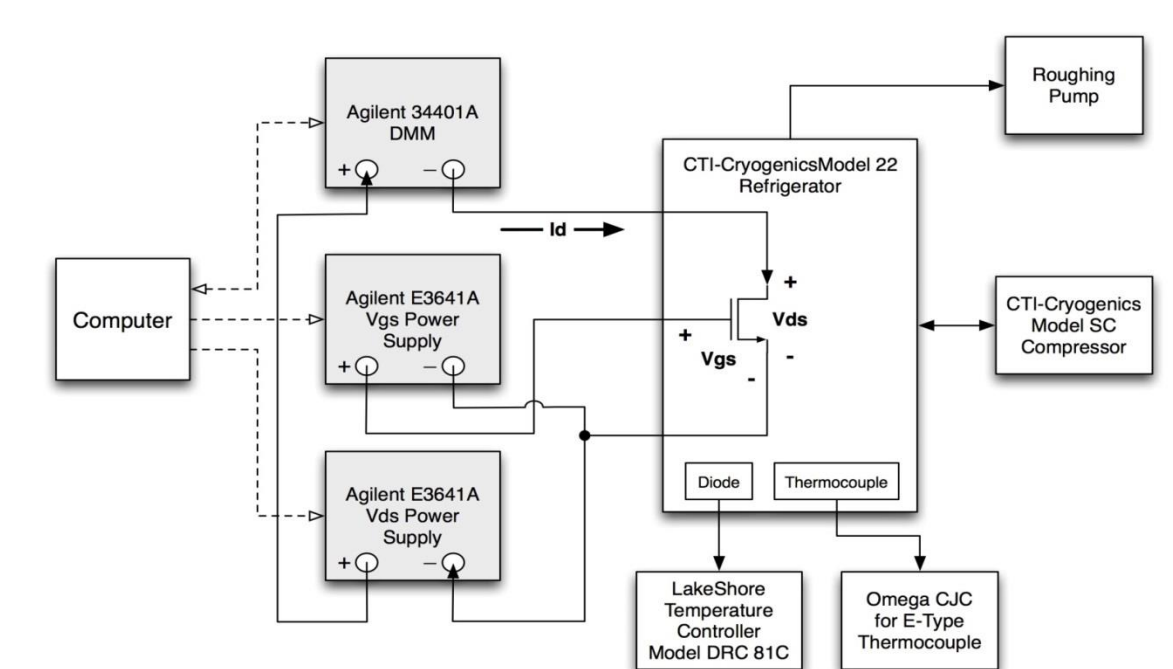 Agilent 34401A
DMM
+ −
Roughing
Pump
CTI-CryogenicsModel 22
Refrigerator
Id
Computer
Agilent E3641A
Vgs Power
Supply
+ −
+
Vds
+
Vgs
-
-
CTI-Cryogenics
Model SC
Compressor
Agilent E3641A
Vds Power
Supply
+ −
Diode
Thermocouple
LakeShore
Temperature
Controller
Model DRC 81C
Omega CJC
for E-Type
Thermocouple